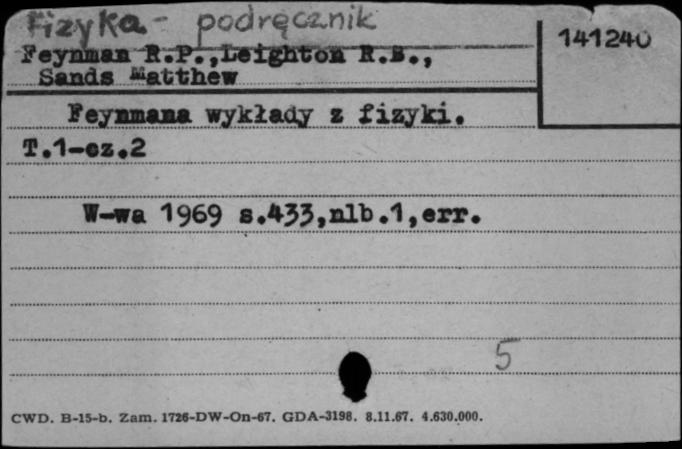 Fizyka - podręcznik
141240
Feynman R.P.,Leighton R.B.,
Sands Matthew
Feynmana wykłady z fizyki.
T.1-cz.2
W-wa 1969 s.433,nlb.1,err.
5
CWD. B-15-b. Zam. 1726-DW-On-67. GDA-3198. 8.11.67. 4.630.000.